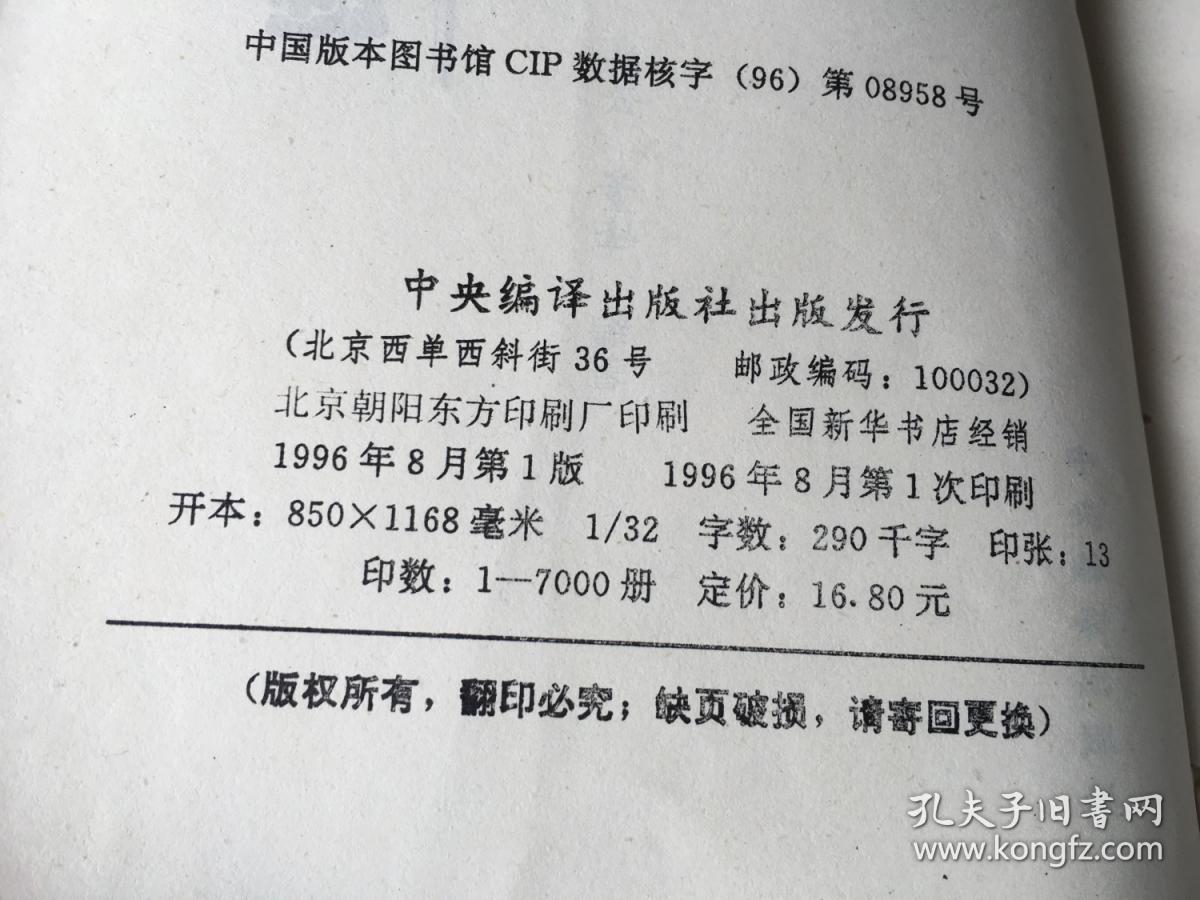 中国版本图书馆 CIP 数据核字（96）第 08958 号
中央编译出版社出版发行
（北京西单西斜街 36 号　　邮政编码：100032）
北京朝阳东方印刷厂印刷　　全国新华书店经销
1996 年 8 月第 1 版　　1996 年 8 月第 1 次印刷
开本：850×1168 毫米　1/32　字数：290 千字　印张：13
印数：1—7000 册　定价：16.80 元
（版权所有，翻印必究；缺页破损，请寄回更换）
孔夫子旧書网
www.kongfz.com